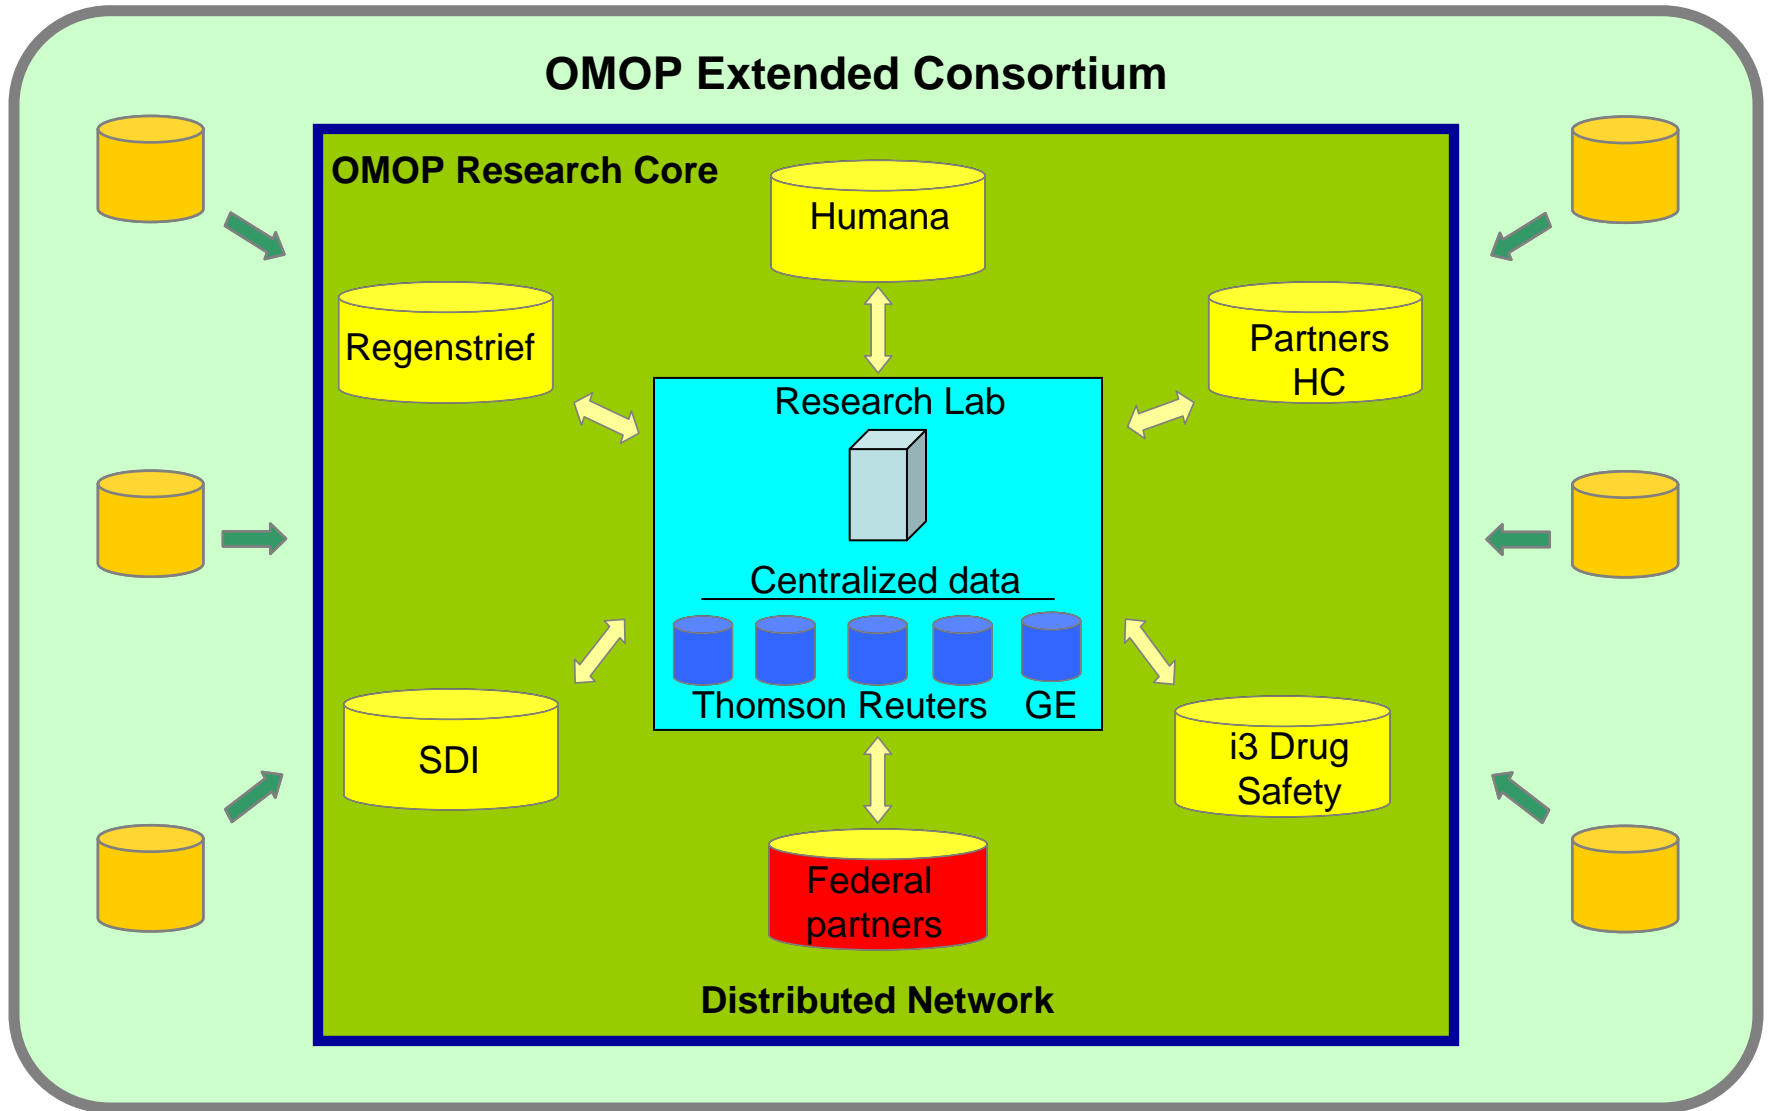 OMOP Extended Consortium
OMOP Research Core
Humana
Regenstrief
Partners
HC
Research Lab
Centralized data
Thomson Reuters GE
SDI
i3 Drug
Safety
Federal
partners
Distributed Network